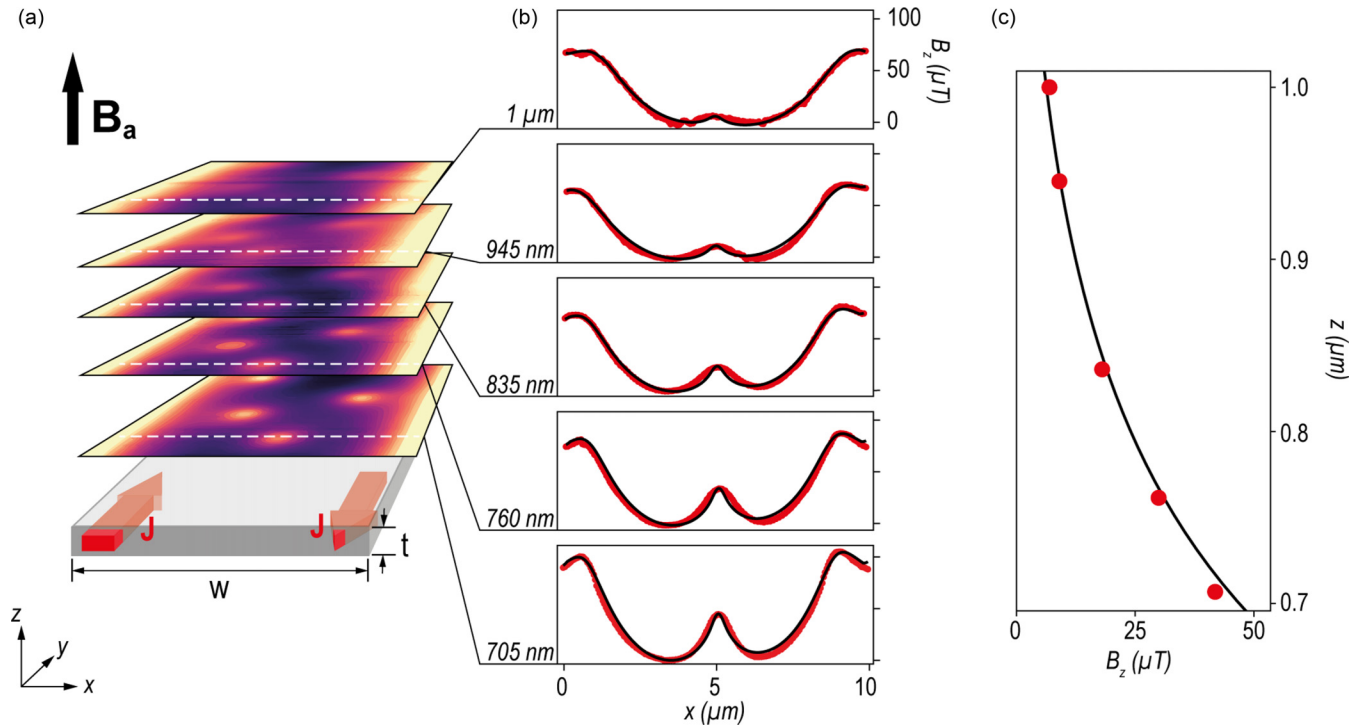 (a)
(b)
(c)
Bₐ
1 µm
945 nm
835 nm
760 nm
705 nm
J
J
t
w
z
y
x
100
50
0
B_z (µT)
0
5
10
x (µm)
1.0
0.9
0.8
0.7
z (µm)
0
25
50
B_z (µT)